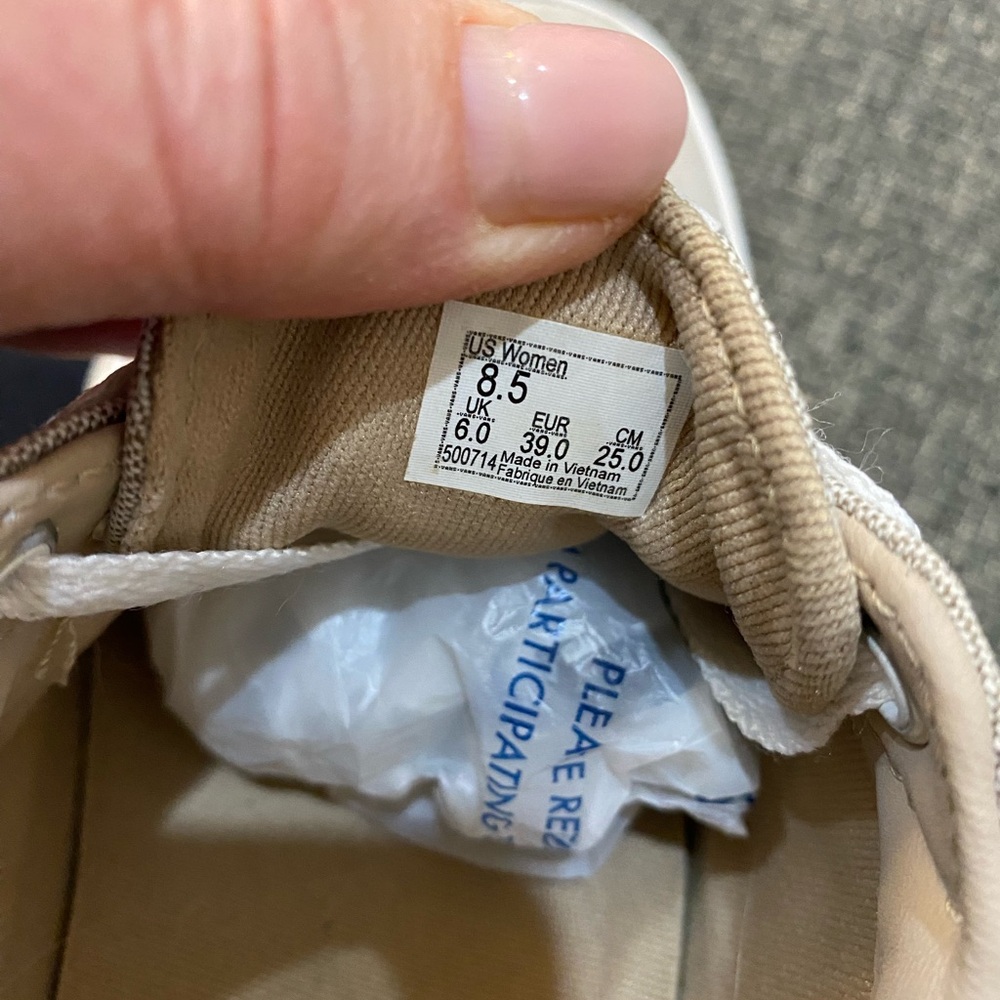 US Women
8.5
UK EUR CM
6.0 39.0 25.0
500714 Made in Vietnam
Fabrique en Vietnam
PARTICIPATING
PLEAE